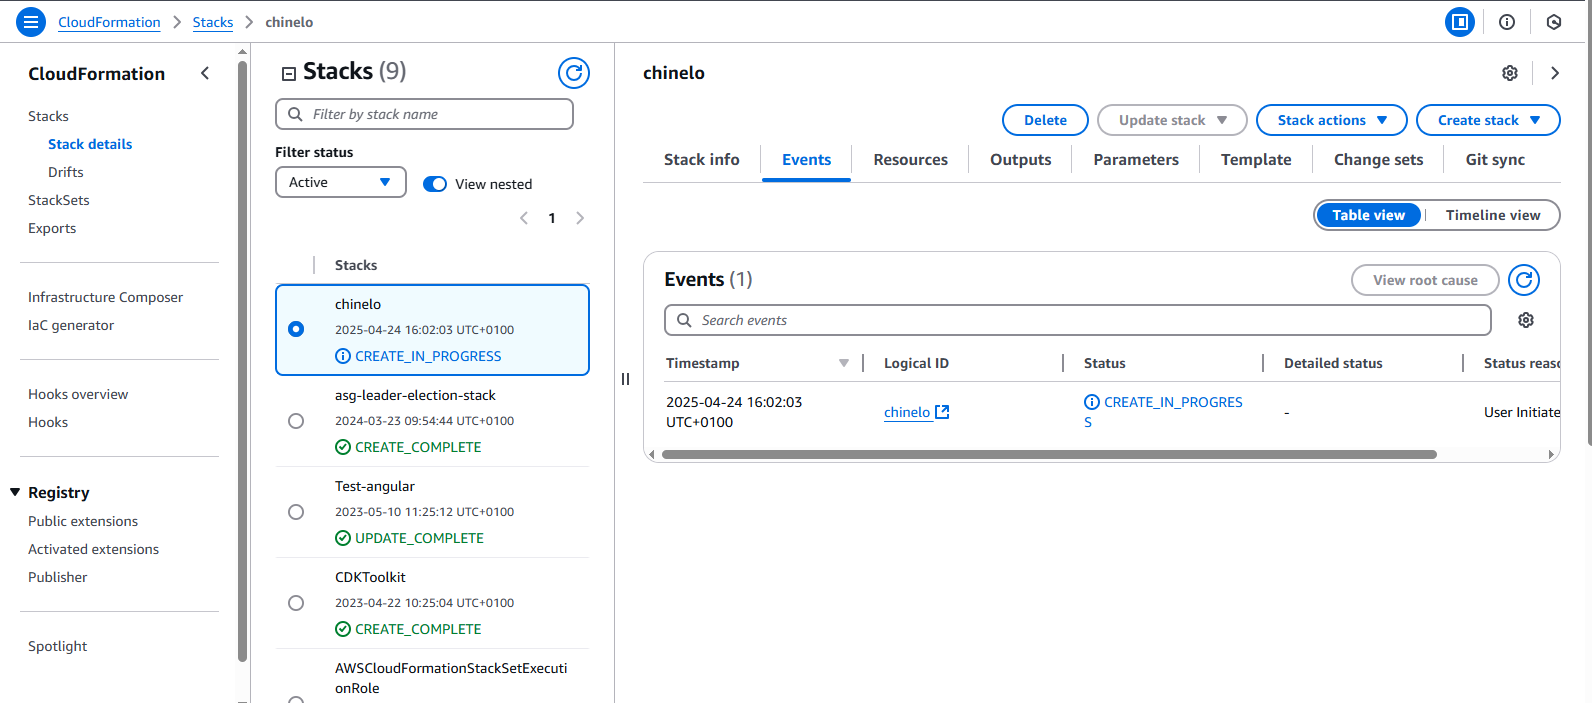 CloudFormation
Stacks
chinelo
CloudFormation
Stacks
Stack details
Drifts
StackSets
Exports
Infrastructure Composer
IaC generator
Hooks overview
Hooks
Registry
Public extensions
Activated extensions
Publisher
Spotlight
Stacks (9)
Filter by stack name
Filter status
Active
View nested
1
Stacks
chinelo
2025-04-24 16:02:03 UTC+0100
CREATE_IN_PROGRESS
asg-leader-election-stack
2024-03-23 09:54:44 UTC+0100
CREATE_COMPLETE
Test-angular
2023-05-10 11:25:12 UTC+0100
UPDATE_COMPLETE
CDKToolkit
2023-04-22 10:25:04 UTC+0100
CREATE_COMPLETE
AWSCloudFormationStackSetExecuti
onRole
chinelo
Delete
Update stack
Stack actions
Create stack
Stack info
Events
Resources
Outputs
Parameters
Template
Change sets
Git sync
Table view
Timeline view
Events (1)
View root cause
Search events
Timestamp
Logical ID
Status
Detailed status
Status reaso
2025-04-24 16:02:03
UTC+0100
chinelo
CREATE_IN_PROGRES
S
-
User Initiate